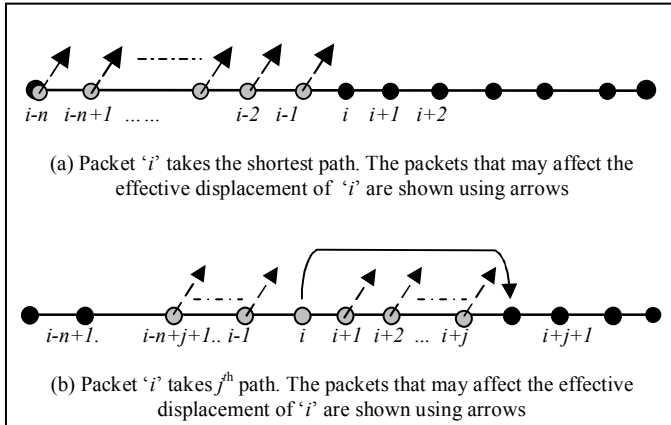 i-n i-n+1 ...... i-2 i-1 i i+1 i+2
(a) Packet ‘i’ takes the shortest path. The packets that may affect the
effective displacement of ‘i’ are shown using arrows
i-n+1. i-n+j+1.. i-1 i i+1 i+2 ... i+j i+j+1
(b) Packet ‘i’ takes jth path. The packets that may affect the effective
displacement of ‘i’ are shown using arrows